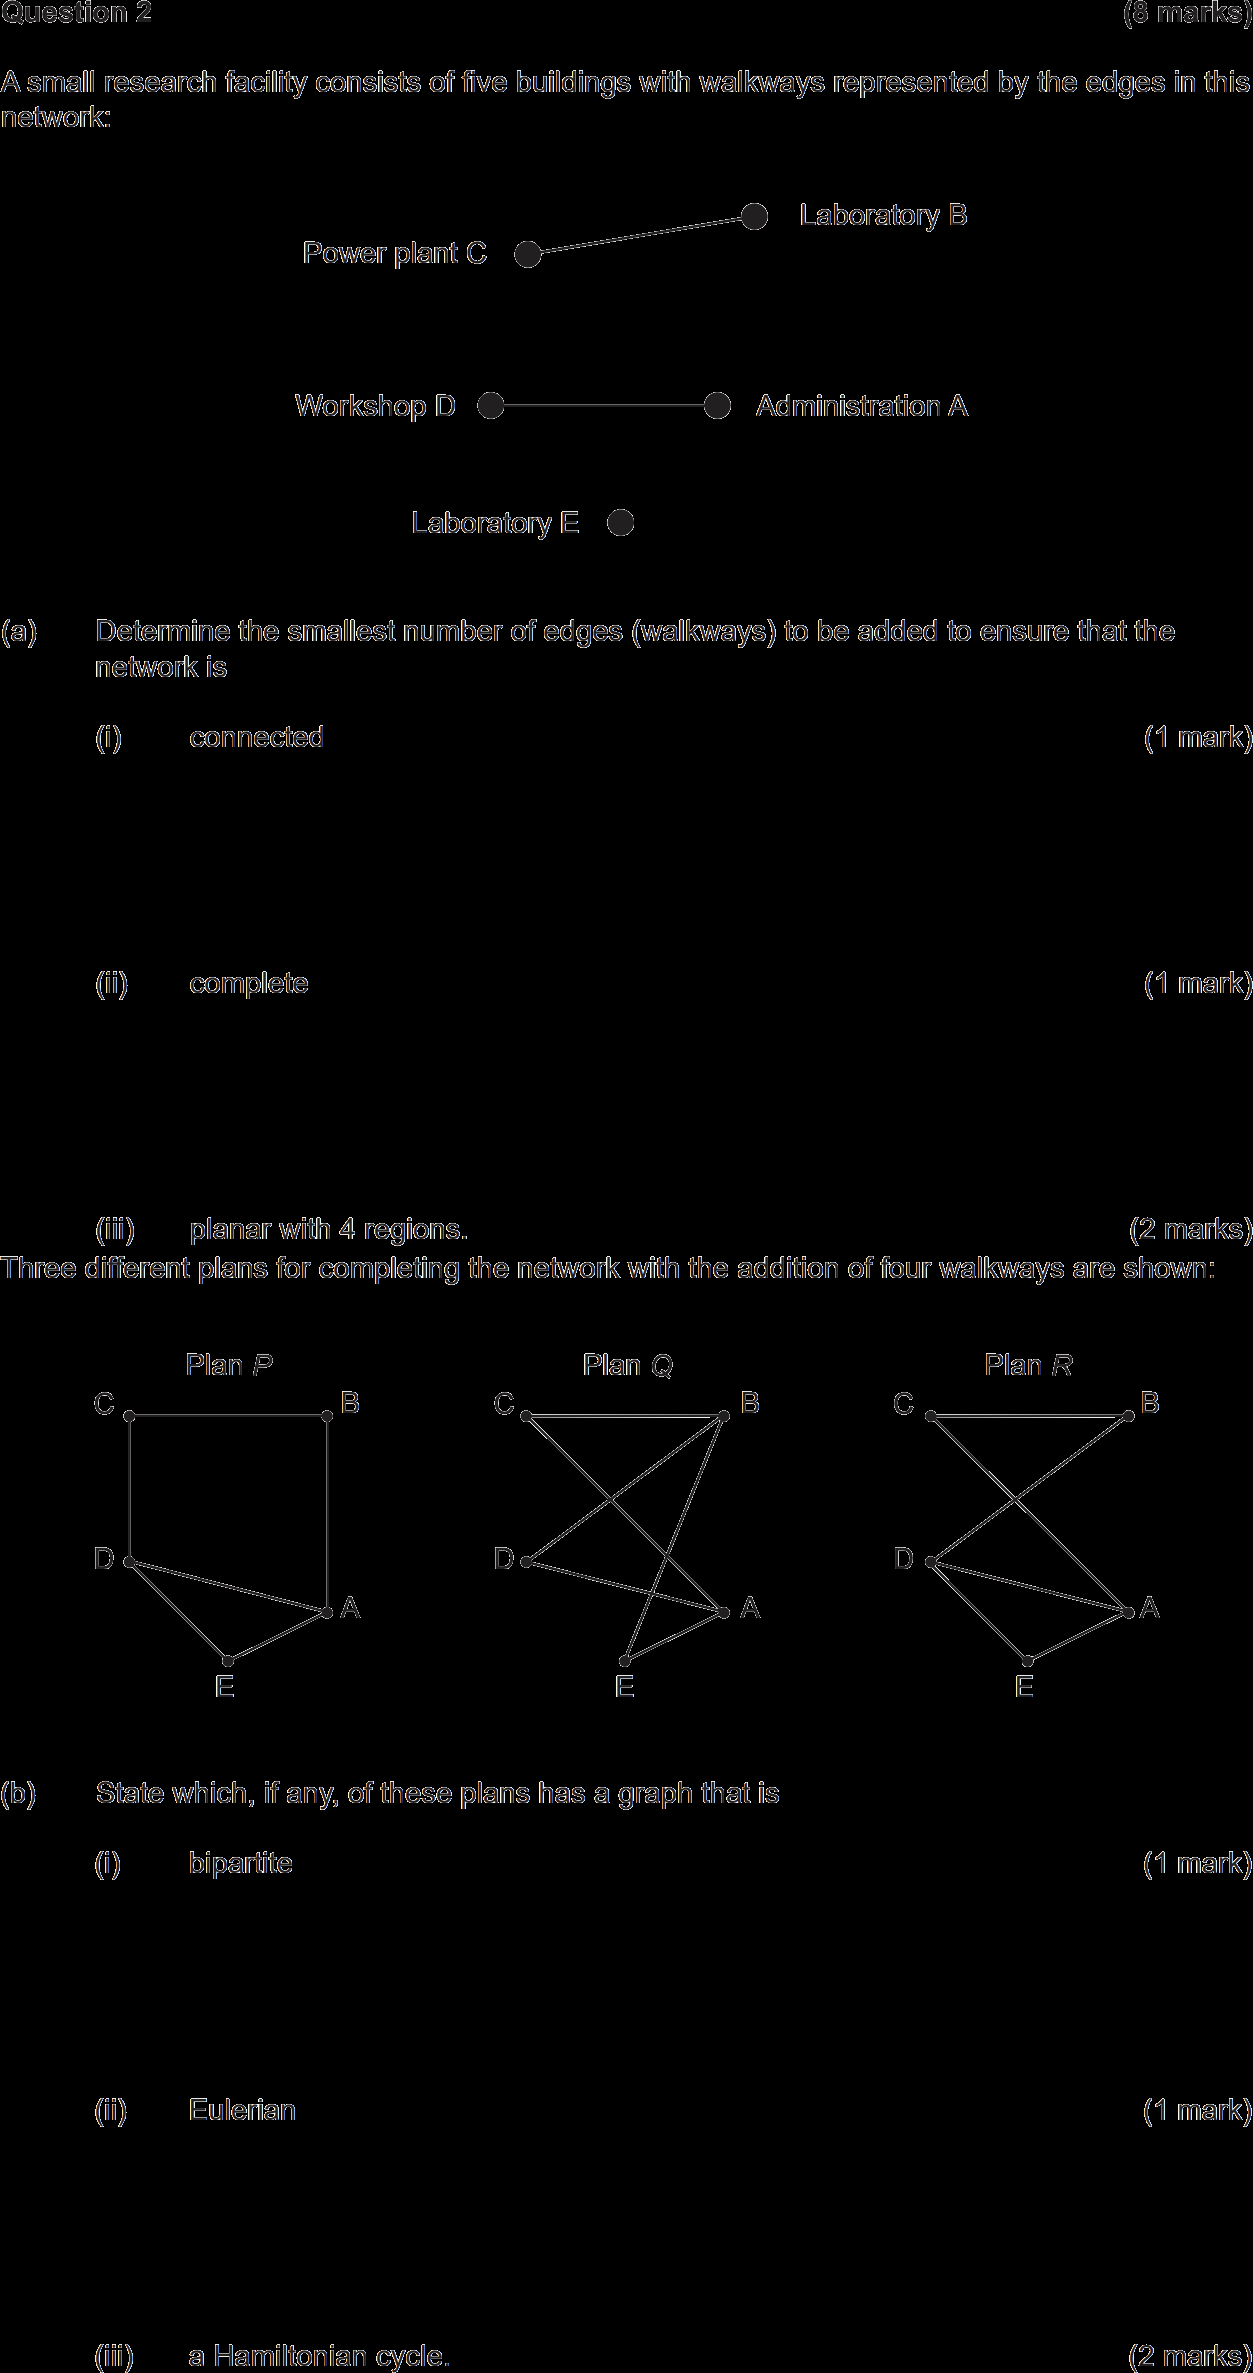 Question 2 (8 marks)
A small research facility consists of five buildings with walkways represented by the edges in this
network:
Laboratory B
Power plant C
Workshop D Administration A
Laboratory E
(a) Determine the smallest number of edges (walkways) to be added to ensure that the
network is
(i) connected (1 mark)
(ii) complete (1 mark)
(iii) planar with 4 regions. (2 marks)
Three different plans for completing the network with the addition of four walkways are shown:
Plan P Plan Q Plan R
C B C B C B
D D D
A A A
E E E
(b) State which, if any, of these plans has a graph that is
(i) bipartite (1 mark)
(ii) Eulerian (1 mark)
(iii) a Hamiltonian cycle. (2 marks)